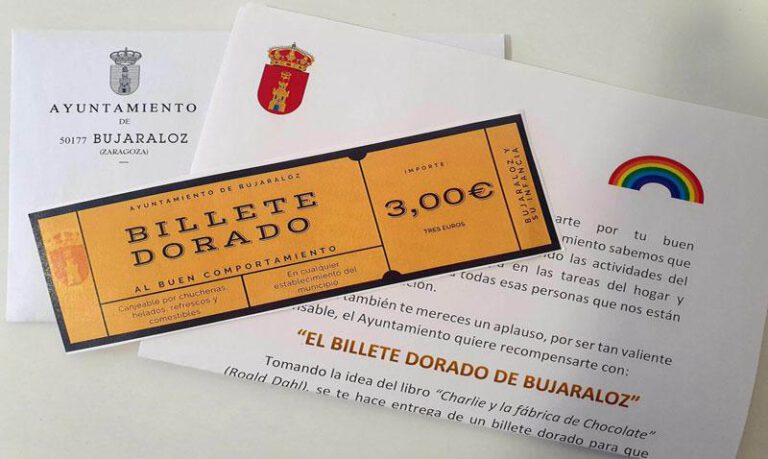 AYUNTAMIENTO
DE
50177 BUJARALOZ
(ZARAGOZA)
AYUNTAMIENTO DE BUJARALOZ
BILLETE
DORADO
AL BUEN COMPORTAMIENTO
Canjeable por chucherias,
helados, refrescos y
comestibles
En cualquier
establecimiento del
municipio
IMPORTE
3,00€
TRES EUROS
BUJARALOZ Y
SU INFANCIA
arte por tu buen
miento sabemos que
do las actividades del
en las tareas del hogar y
a todas esas personas que nos están
ción.
también te mereces un aplauso, por ser tan valiente
nsable, el Ayuntamiento quiere recompensarte con:
“EL BILLETE DORADO DE BUJARALOZ”
Tomando la idea del libro “Charlie y la fábrica de Chocolate”
(Roald Dahl), se te hace entrega de un billete dorado para que